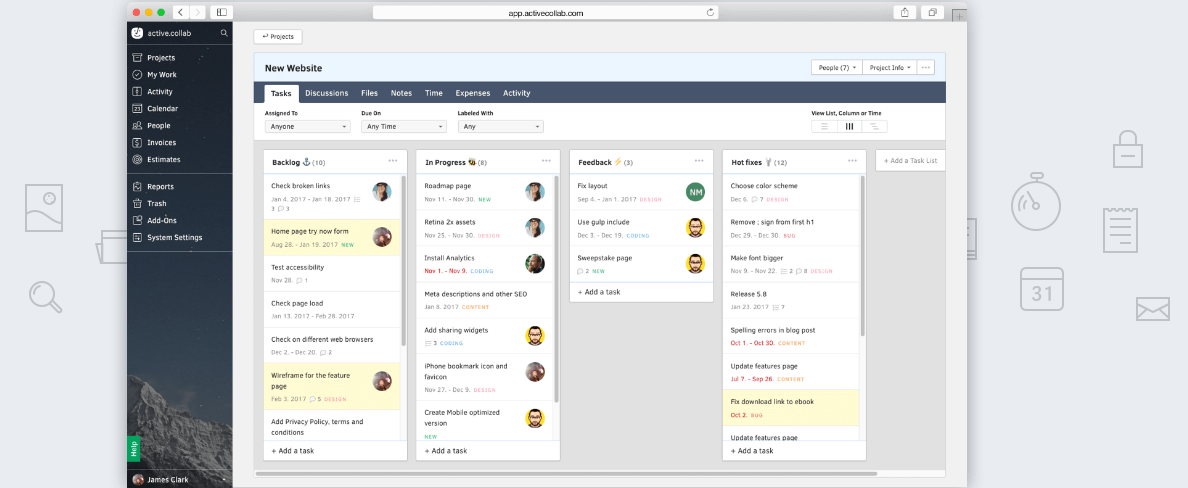 app.activecollab.com
active.collab
Projects
My Work
Activity
Calendar
People
Invoices
Estimates
Reports
Trash
Add-Ons
System Settings
Help
James Clark
Projects
New Website
People (7)
Project Info
Tasks Discussions Files Notes Time Expenses Activity
Assigned To Due On Labeled With View List, Column or Time
Anyone Any Time Any
Backlog (10)
Check broken links
Jan 4. 2017 - Jan 18. 2017
3 3
Home page try now form
Aug 28. - Jan 19. 2017 NEW
Test accessibility
Nov 28. 1
Check page load
Jan 13. 2017 - Feb 28. 2017
Check on different web browsers
Dec 2. - Dec 20. 2
Wireframe for the feature
page
Feb 3. 2017 5 DESIGN
Add Privacy Policy, terms and
conditions
+ Add a task
In Progress (8)
Roadmap page
Nov 11. - Nov 30. NEW
Retina 2x assets
Nov 25. - Nov 30. DESIGN
Install Analytics
Nov 1. - Nov 9. CODING
Meta descriptions and other SEO
Jan 6. 2017 CONTENT
Add sharing widgets
3 CODING
iPhone bookmark icon and
favicon
Nov 27. - Dec 9. DESIGN
Create Mobile optimized
version
NEW
+ Add a task
Feedback (3)
Fix layout
Sep 4. - Jan 1. 2017 DESIGN
NM
Use gulp include
Dec 3. - Dec 19. CODING
Sweepstake page
2 NEW
+ Add a task
Hot fixes (12)
Choose color scheme
Dec 6. 7 DESIGN
Remove ; sign from first h1
Dec 29. - Dec 30. BUG
Make font bigger
Nov 9. - Nov 22. 2 8 DESIGN
Release 5.8
Jan 23. 2017 7
Spelling errors in blog post
Oct 1. - Oct 30. CONTENT
Update features page
Jul 7. - Sep 26. CONTENT
Fix download link to ebook
Oct 2. BUG
Update features page
+ Add a task
+ Add a Task List
31